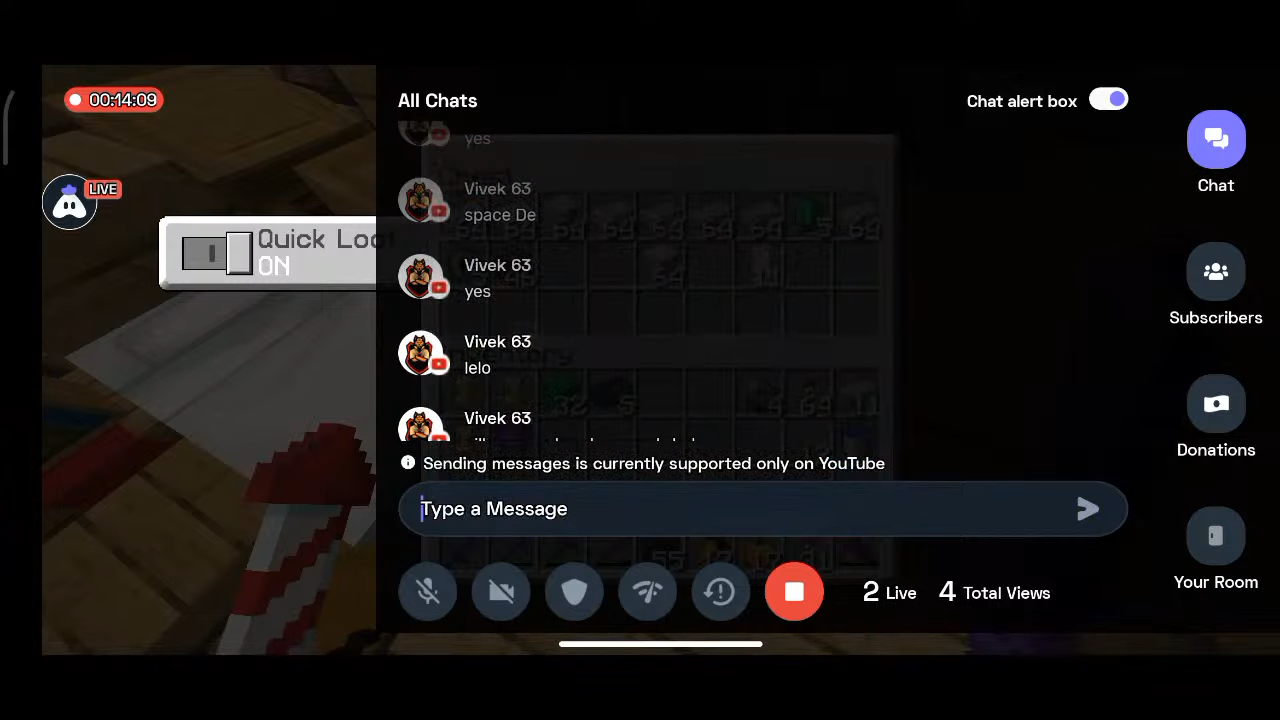 00:14:09
All Chats
Chat alert box
yes
Vivek 63
space De
LIVE
Quick Loo
ON
Vivek 63
yes
Vivek 63
lelo
Vivek 63
Sending messages is currently supported only on YouTube
Type a Message
2 Live 4 Total Views
Chat
Subscribers
Donations
Your Room